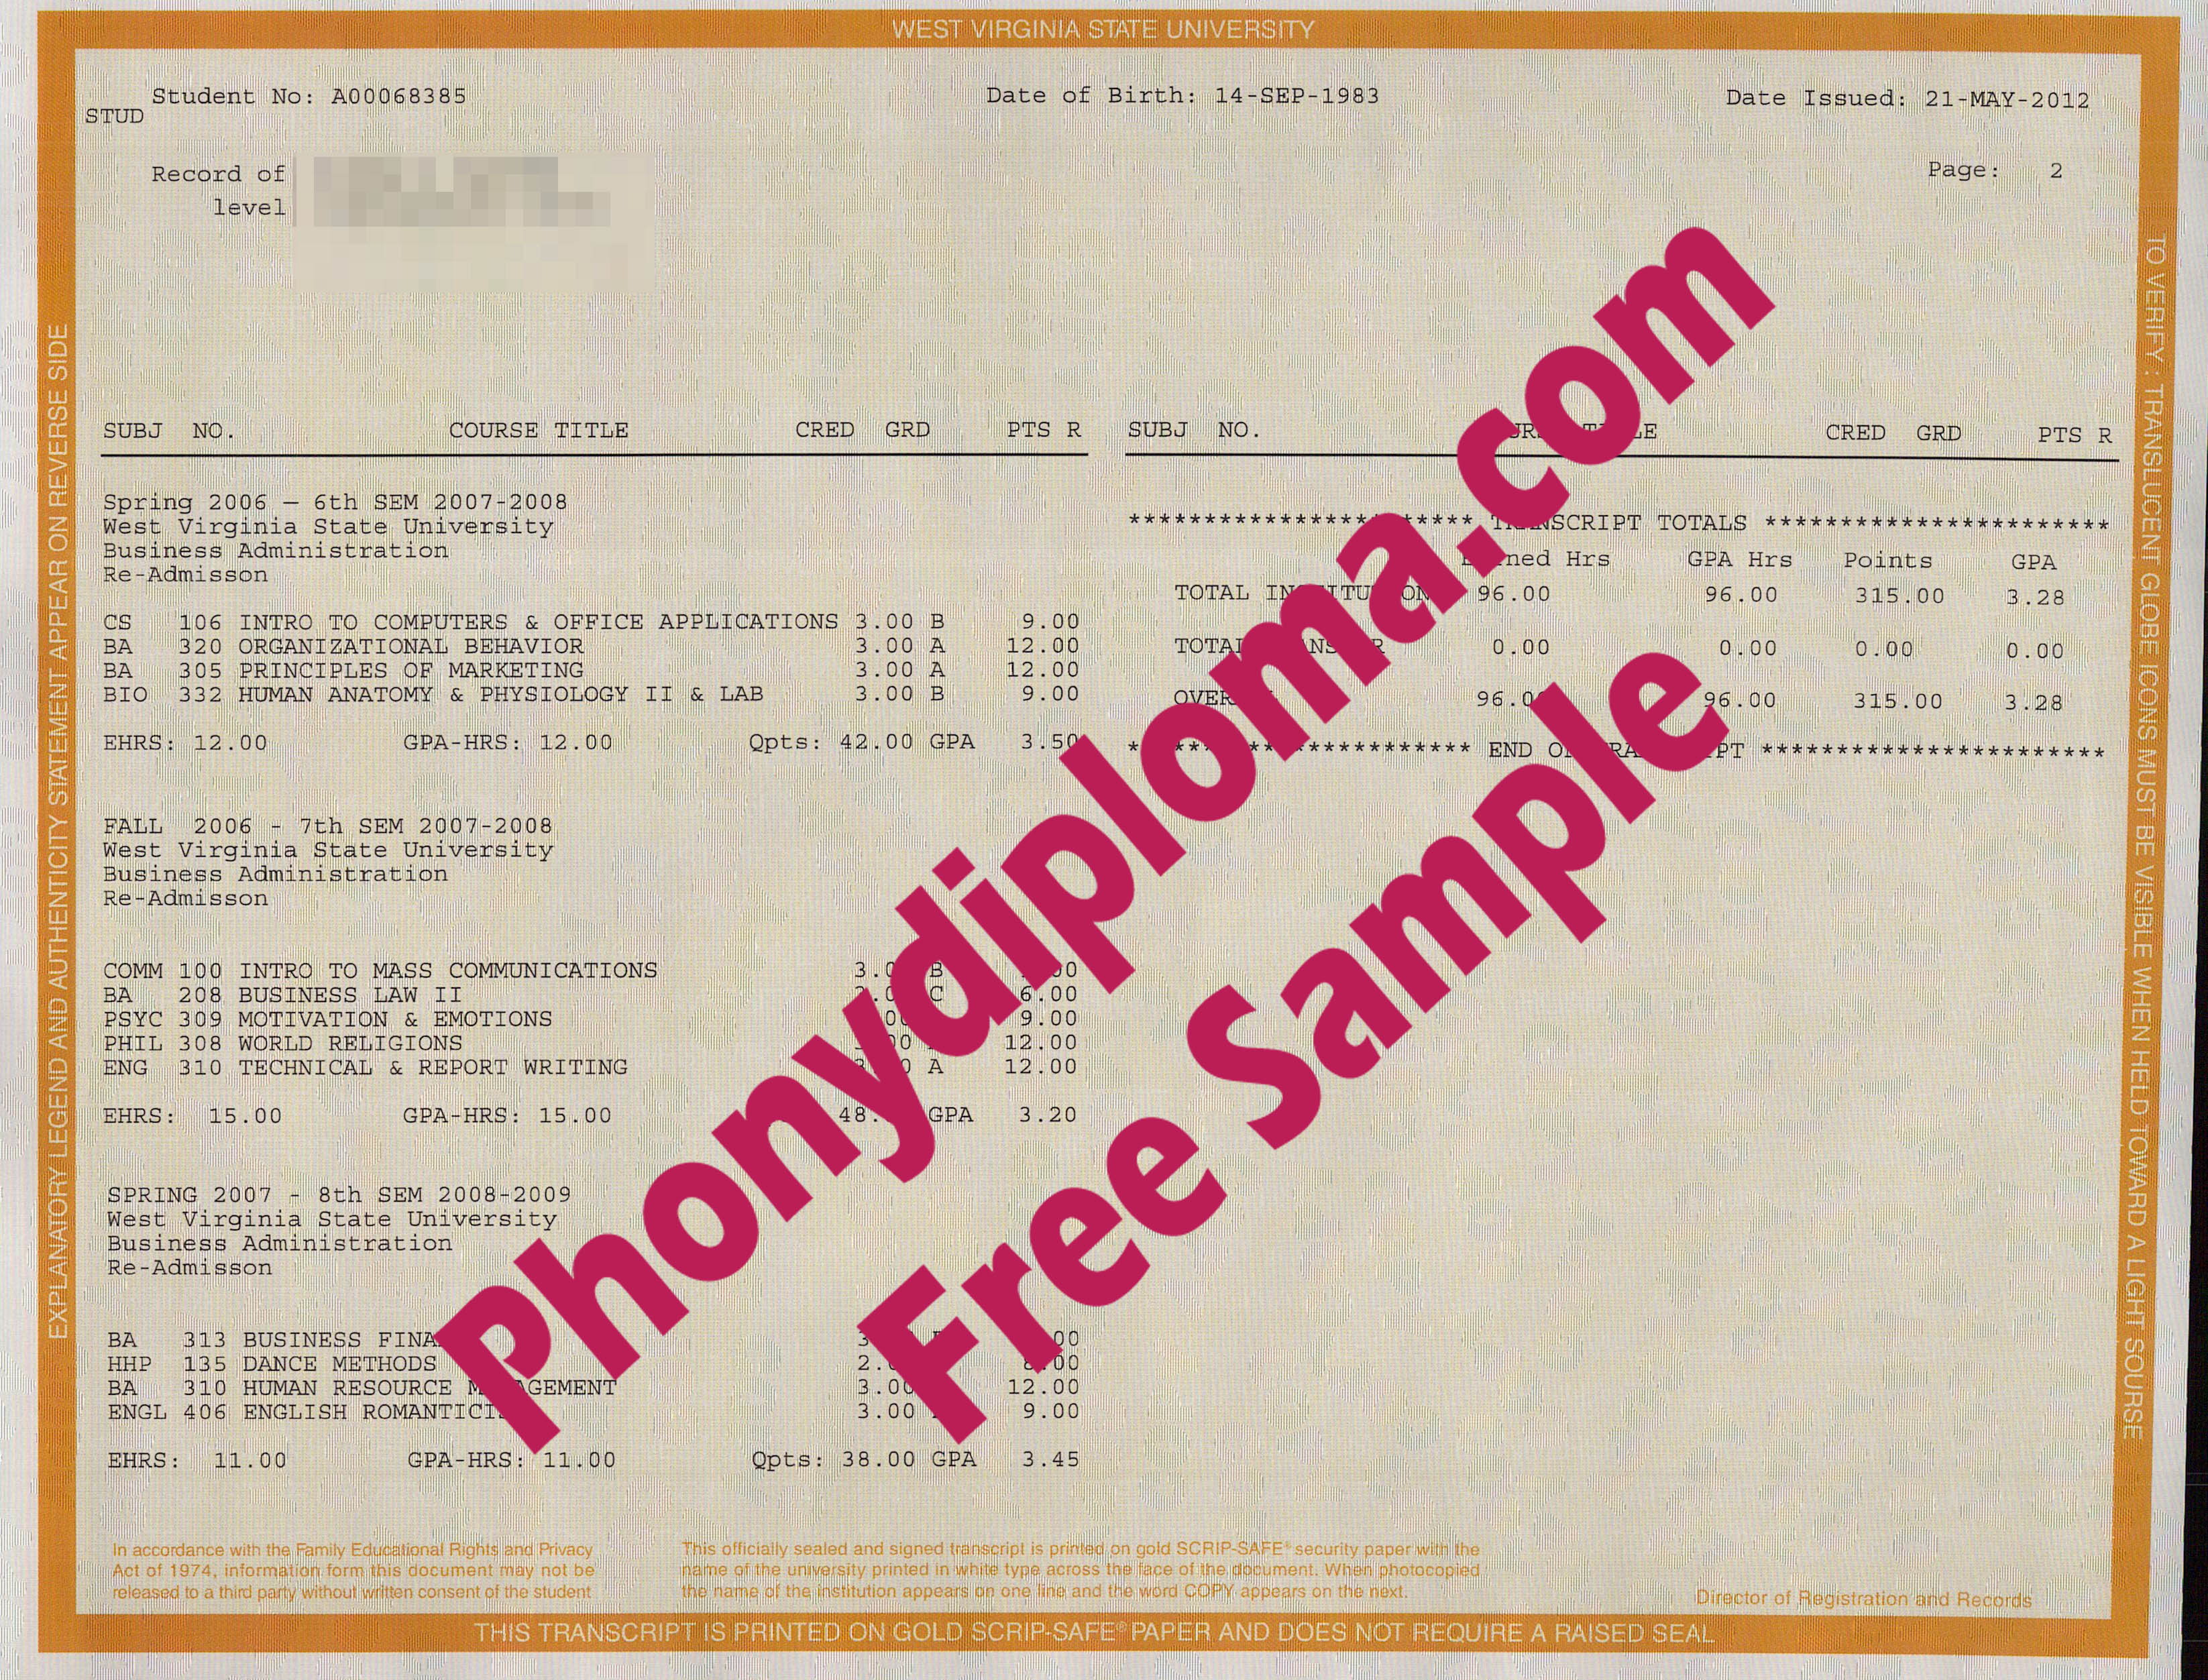 WEST VIRGINIA STATE UNIVERSITY
Student No: A00068385
Date of Birth: 14-SEP-1983
Date Issued: 21-MAY-2012
STUD
Record of
Page: 2
level
SUBJ NO. COURSE TITLE CRED GRD PTS R
Spring 2006 — 6th SEM 2007-2008
West Virginia State University
Business Administration
Re-Admisson
CS 106 INTRO TO COMPUTERS & OFFICE APPLICATIONS 3.00 B 9.00
BA 320 ORGANIZATIONAL BEHAVIOR 3.00 A 12.00
BA 305 PRINCIPLES OF MARKETING 3.00 A 12.00
BIO 332 HUMAN ANATOMY & PHYSIOLOGY II & LAB 3.00 B 9.00
EHRS: 12.00 GPA-HRS: 12.00 Qpts: 42.00 GPA 3.50
FALL 2006 - 7th SEM 2007-2008
West Virginia State University
Business Administration
Re-Admisson
COMM 100 INTRO TO MASS COMMUNICATIONS B
BA 208 BUSINESS LAW II C 6.00
PSYC 309 MOTIVATION & EMOTIONS 9.00
PHIL 308 WORLD RELIGIONS 12.00
ENG 310 TECHNICAL & REPORT WRITING A 12.00
EHRS: 15.00 GPA-HRS: 15.00 GPA 3.20
SPRING 2007 - 8th SEM 2008-2009
West Virginia State University
Business Administration
Re-Admisson
BA 313 BUSINESS
HHP 135 DANCE METHODS
BA 310 HUMAN RESOURCE MANAGEMENT 3.00 12.00
ENGL 406 ENGLISH 3.00 9.00
EHRS: 11.00 GPA-HRS: 11.00 Qpts: 38.00 GPA 3.45
SUBJ NO. TITLE CRED GRD PTS R
************************ TRANSCRIPT TOTALS ***********************
Earned Hrs GPA Hrs Points GPA
TOTAL INSTITUTION 96.00 96.00 315.00 3.28
TOTAL 0.00 0.00 0.00 0.00
96.00 96.00 315.00 3.28
*********************** END OF TRANSCRIPT ***********************
Phonydiploma.com
Free Sample
EXPLANATORY LEGEND AND AUTHENTICITY STATEMENT APPEAR ON REVERSE SIDE
TO VERIFY : TRANSLUCENT GLOBE ICONS MUST BE VISIBLE WHEN HELD TOWARD A LIGHT SOURSE
In accordance with the Family Educational Rights and Privacy
Act of 1974, information form this document may not be
released to a third party without written consent of the student
This officially sealed and signed transcript is printed on gold SCRIP-SAFE® security paper with the
name of the university printed in white type across the face of the document. When photocopied
the name of the institution appears on one line and the word COPY appears on the next.
Director of Registration and Records
THIS TRANSCRIPT IS PRINTED ON GOLD SCRIP-SAFE® PAPER AND DOES NOT REQUIRE A RAISED SEAL